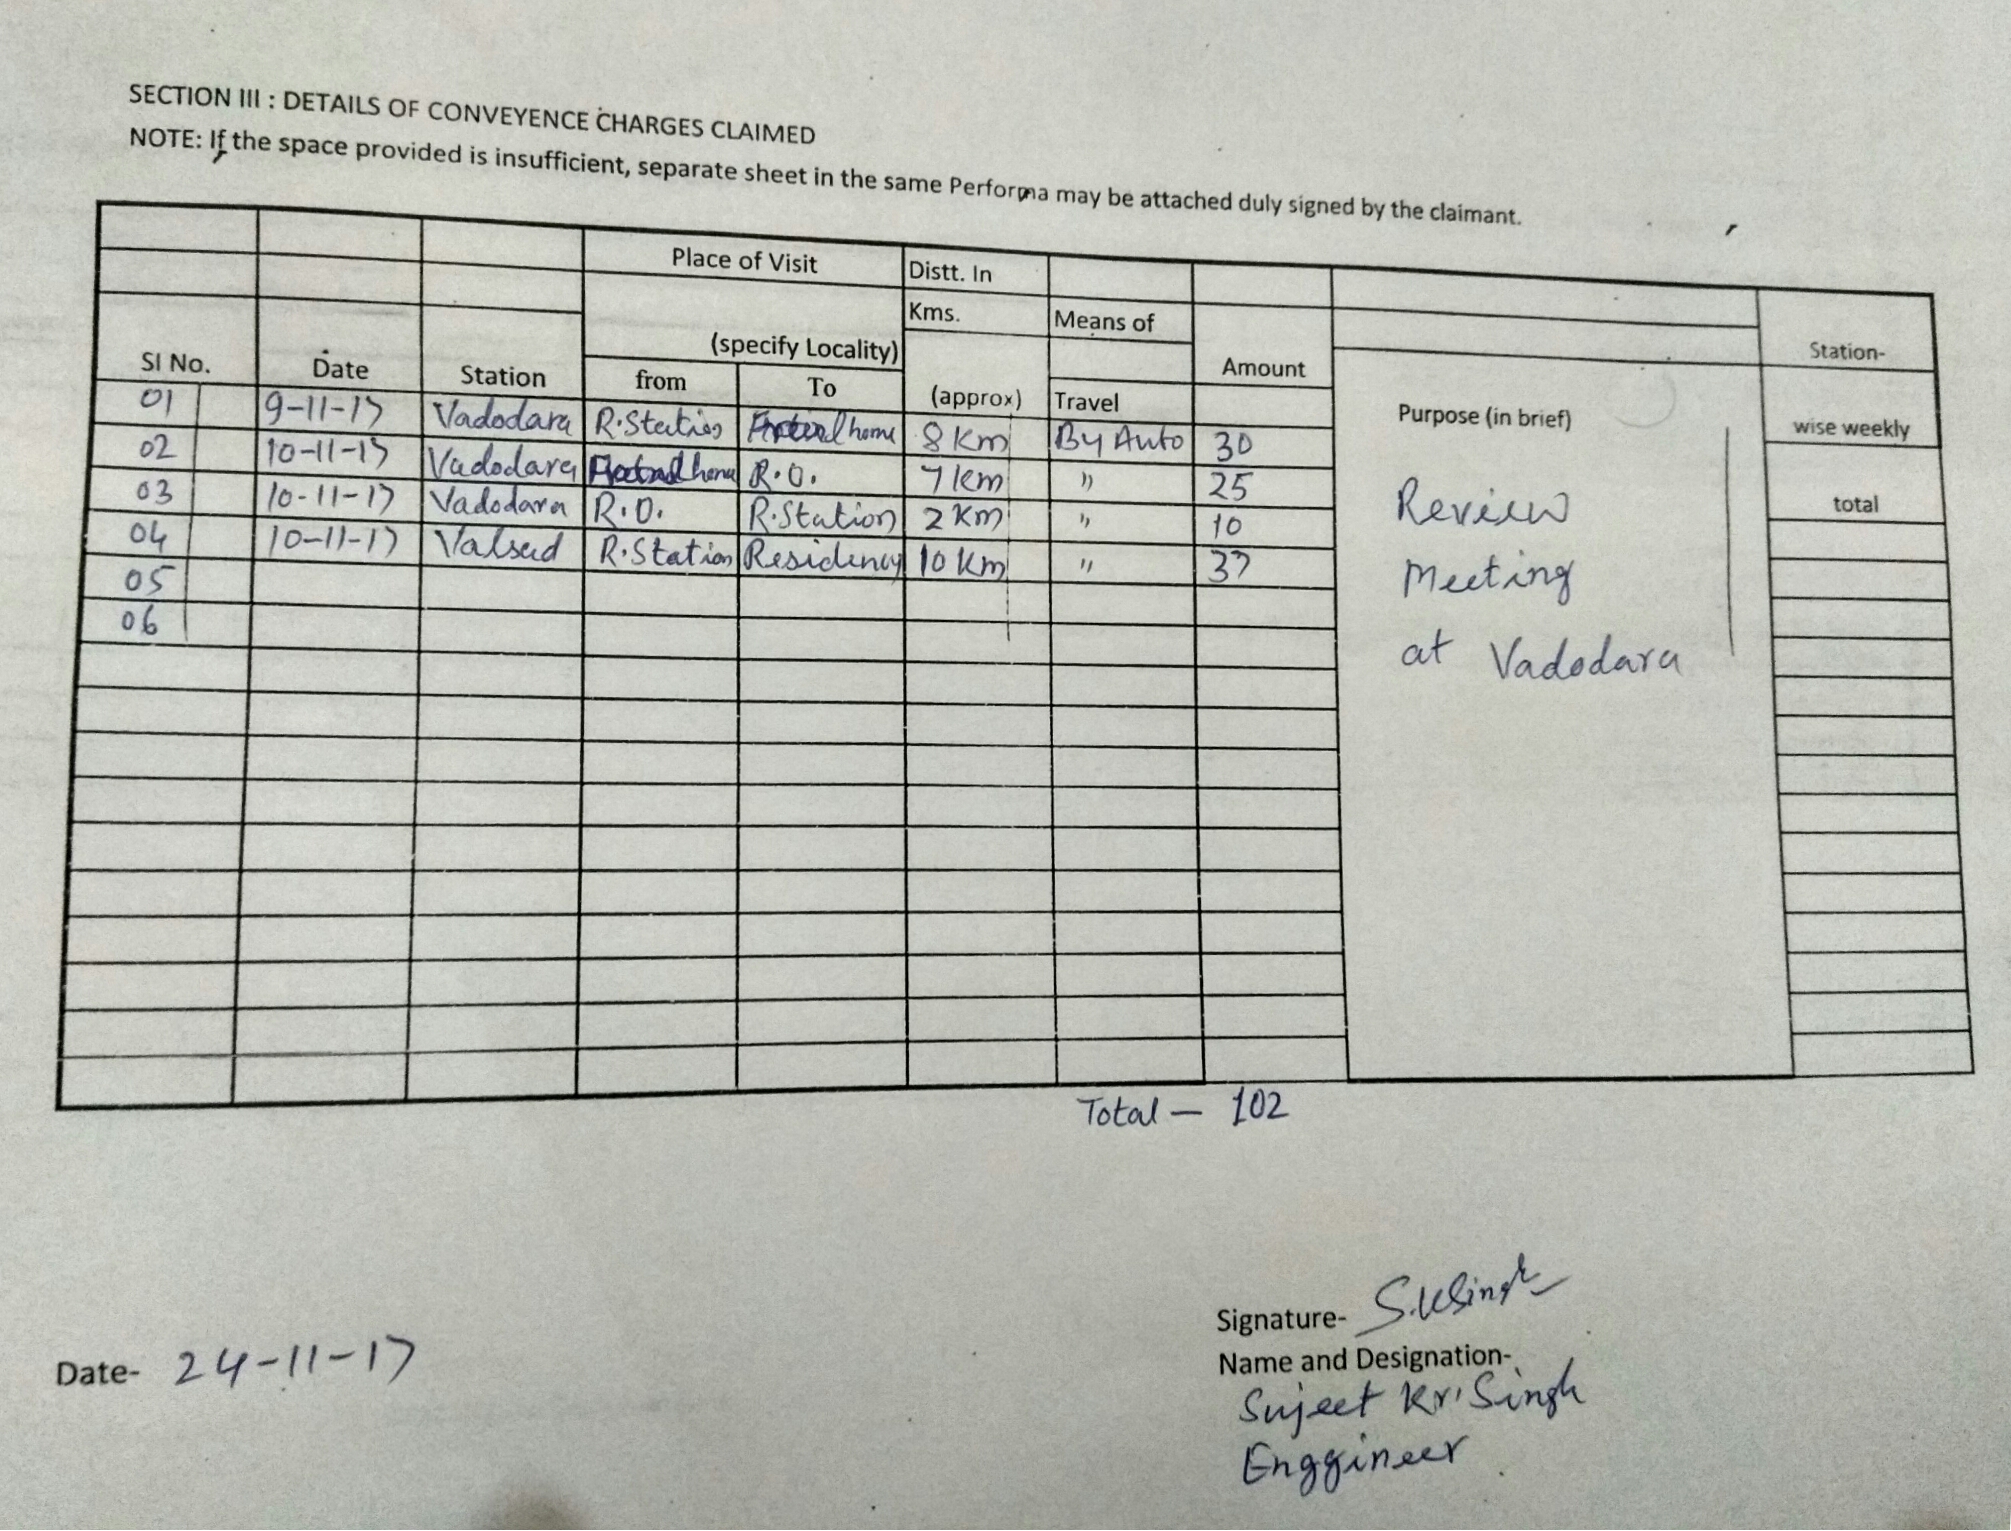 SECTION III : DETAILS OF CONVEYENCE CHARGES CLAIMED
NOTE: If the space provided is insufficient, separate sheet in the same Performa may be attached duly signed by the claimant.
Place of Visit Distt. In
Kms. Means of
(specify Locality) Station-
Sl No. Date Station from To (approx) Travel Amount Purpose (in brief) wise weekly
total
01 9-11-17 Vadodara R.Station home 8 Km By Auto 30
02 10-11-17 Vadodara home R.O. 7 km " 25
03 10-11-17 Vadodara R.O. R.Station 2 Km " 10
04 10-11-17 Valsad R.Station Residency 10 Km " 37
05
06
Review
Meeting
at Vadodara
Total — 102
Signature- S.KSingh
Date- 24-11-17
Name and Designation-
Sujeet Kr. Singh
Enggineer